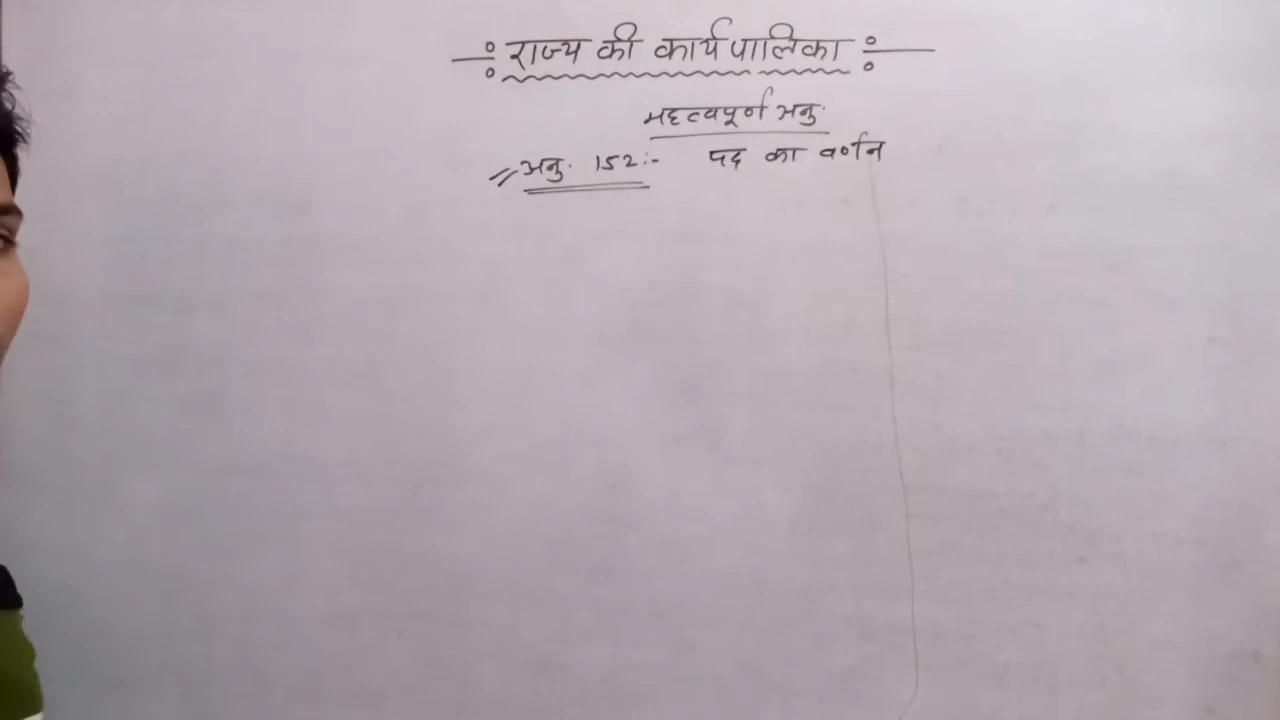 राज्य की कार्यपालिका
महत्वपूर्ण अनु.
अनु. 152:- पद का वर्णन